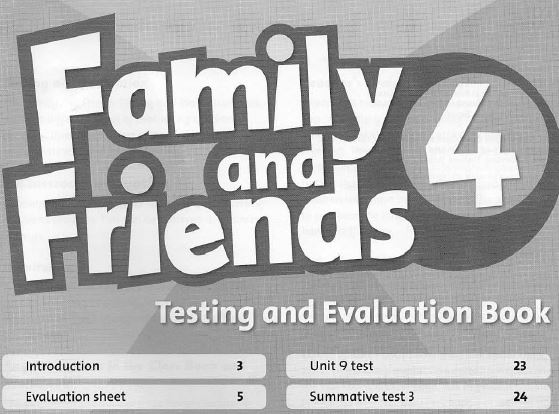 Family
and
Friends
4
Testing and Evaluation Book
Introduction 3
Evaluation sheet 5
Unit 9 test 23
Summative test 3 24